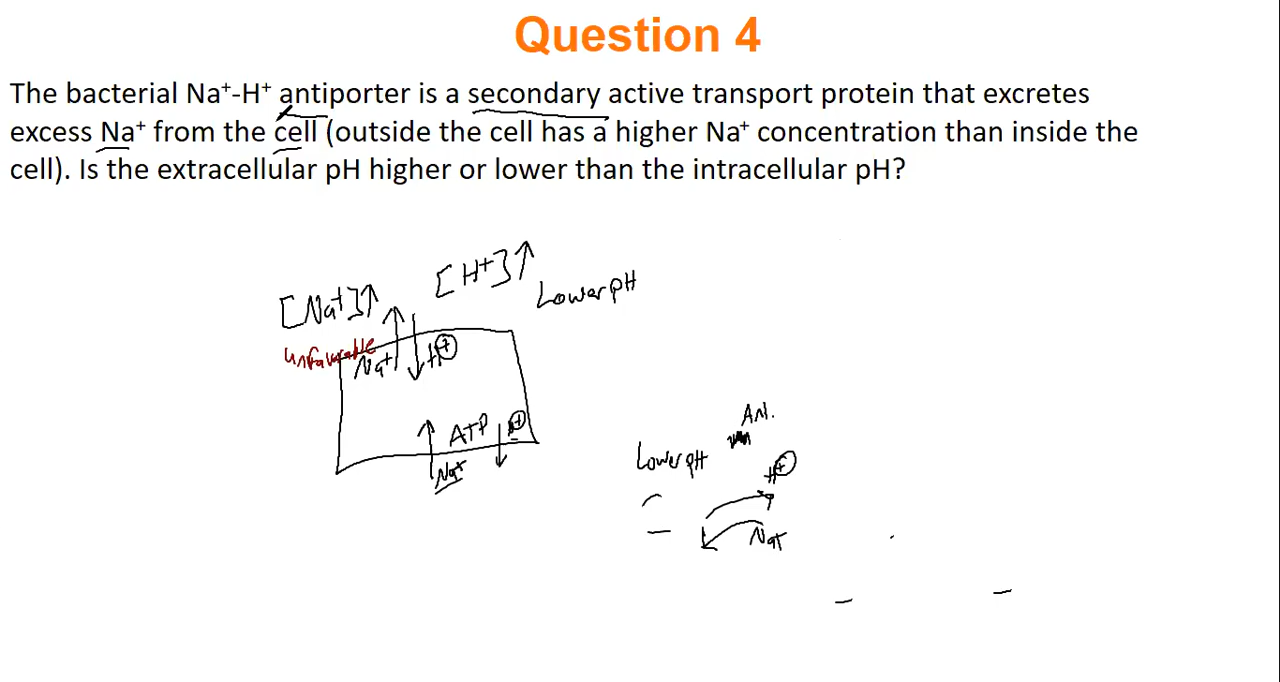 Question 4
The bacterial Na⁺-H⁺ antiporter is a secondary active transport protein that excretes
excess Na⁺ from the cell (outside the cell has a higher Na⁺ concentration than inside the
cell). Is the extracellular pH higher or lower than the intracellular pH?
[Na⁺]↑
[H⁺]↑
Lower pH
unfavorable
Na⁺
H⁺
ATP
Na⁺
Lower pH
H⁺
Na⁺